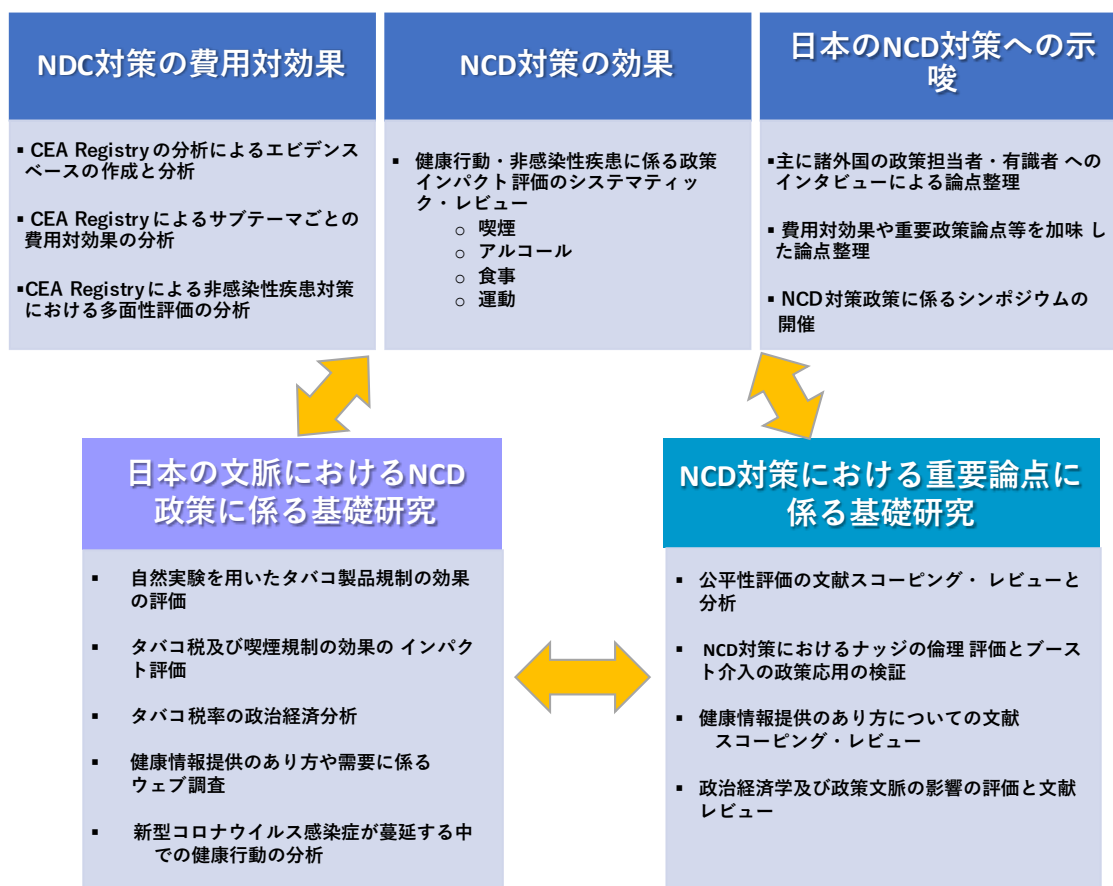 NDC対策の費用対効果
▪ CEA Registryの分析によるエビデンス
ベースの作成と分析
▪ CEA Registryによるサブテーマごとの
費用対効果の分析
▪CEA Registryによる非感染性疾患対策
における多面性評価の分析
NCD対策の効果
▪ 健康行動・非感染性疾患に係る政策
インパクト評価のシステマティッ
ク・レビュー
○ 喫煙
○ アルコール
○ 食事
○ 運動
日本のNCD対策への示
唆
▪主に諸外国の政策担当者・有識者 への
インタビューによる論点整理
▪ 費用対効果や重要政策論点等を加味 し
た論点整理
▪ NCD対策政策に係るシンポジウムの
開催
日本の文脈におけるNCD
政策に係る基礎研究
▪ 自然実験を用いたタバコ製品規制の効果
の評価
▪ タバコ税及び喫煙規制の効果の インパク
ト評価
▪ タバコ税率の政治経済分析
▪ 健康情報提供のあり方や需要に係る
ウェブ調査
▪ 新型コロナウイルス感染症が蔓延する中
での健康行動の分析
NCD対策における重要論点に
係る基礎研究
▪ 公平性評価の文献スコーピング・ レビューと
分析
▪ NCD対策におけるナッジの倫理 評価とブース
ト介入の政策応用の検証
▪ 健康情報提供のあり方についての文献
スコーピング・レビュー
▪ 政治経済学及び政策文脈の影響の評価と文献
レビュー